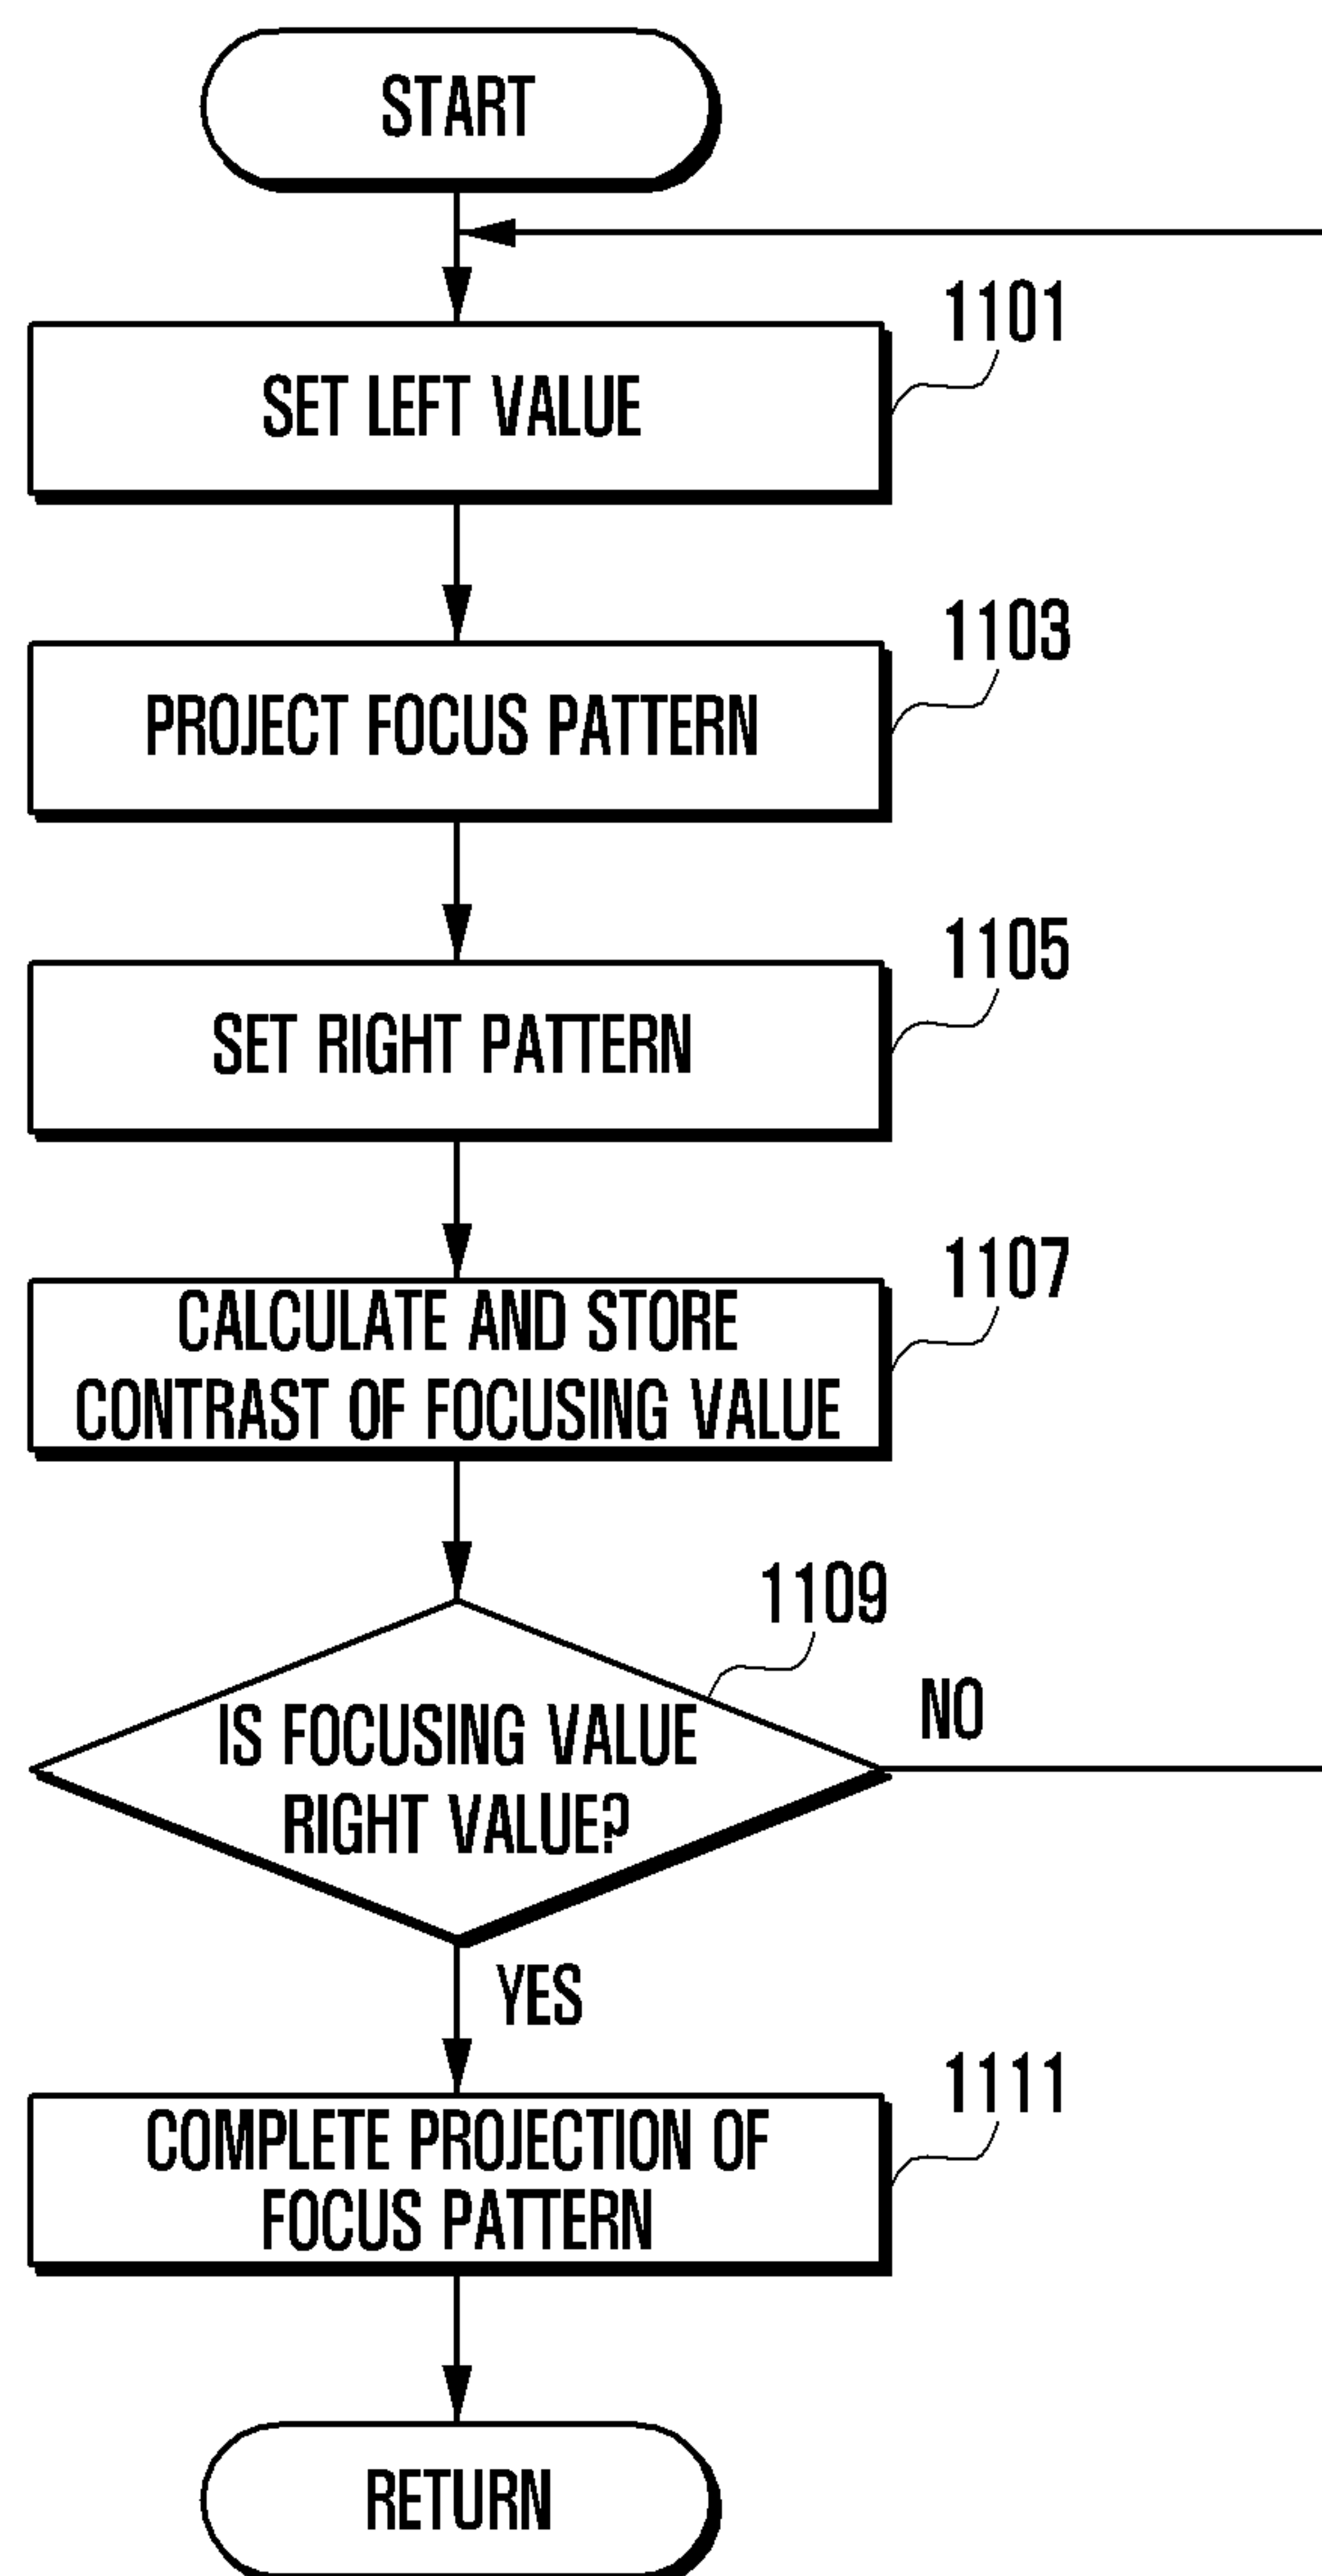 START
1101
SET LEFT VALUE
1103
PROJECT FOCUS PATTERN
1105
SET RIGHT PATTERN
1107
CALCULATE AND STORE
CONTRAST OF FOCUSING VALUE
1109
NO
IS FOCUSING VALUE
RIGHT VALUE?
YES
1111
COMPLETE PROJECTION OF
FOCUS PATTERN
RETURN